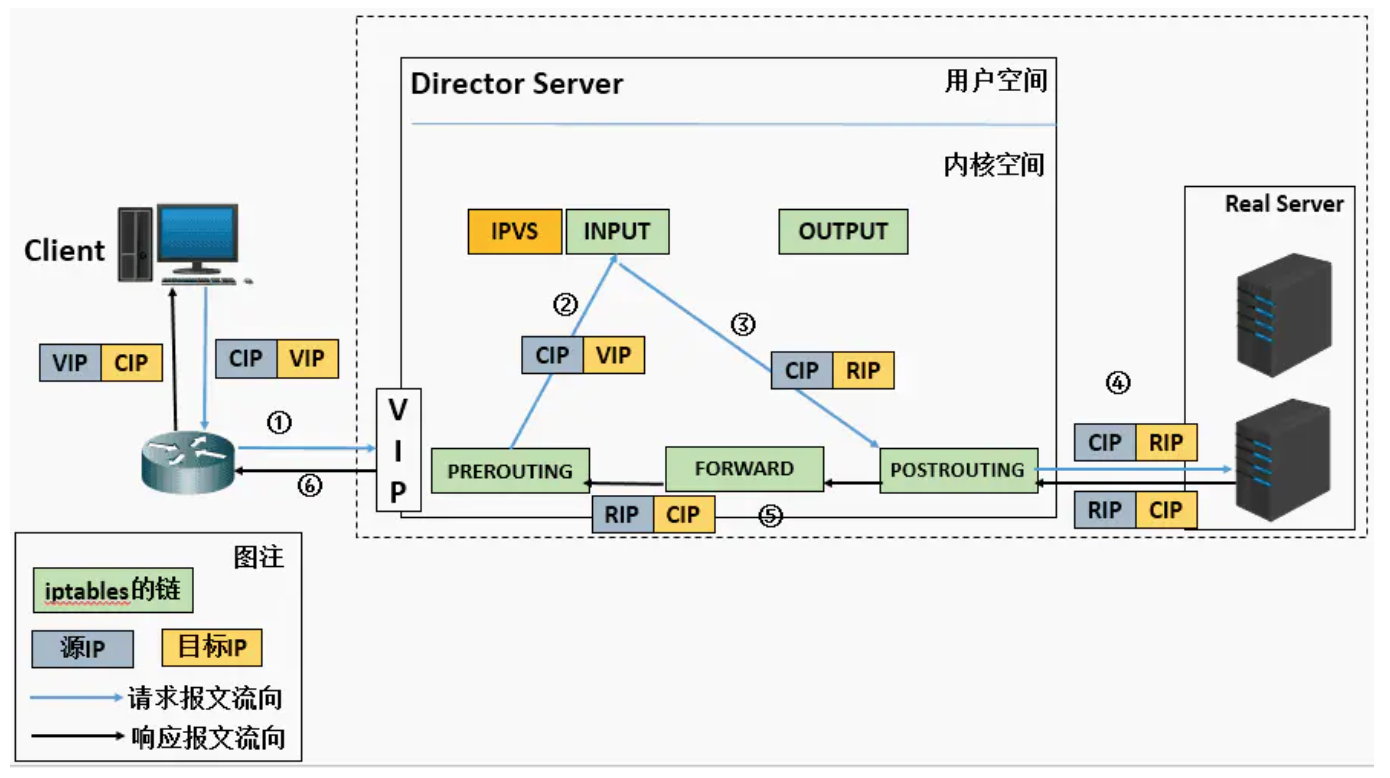 Director Server
用户空间
内核空间
Real Server
IPVS
INPUT
OUTPUT
Client
②
③
VIP CIP
CIP VIP
CIP VIP
CIP RIP
④
VIP
①
CIP RIP
PREROUTING
FORWARD
POSTROUTING
⑥
RIP CIP
⑤
RIP CIP
图注
iptables的链
源IP
目标IP
请求报文流向
响应报文流向